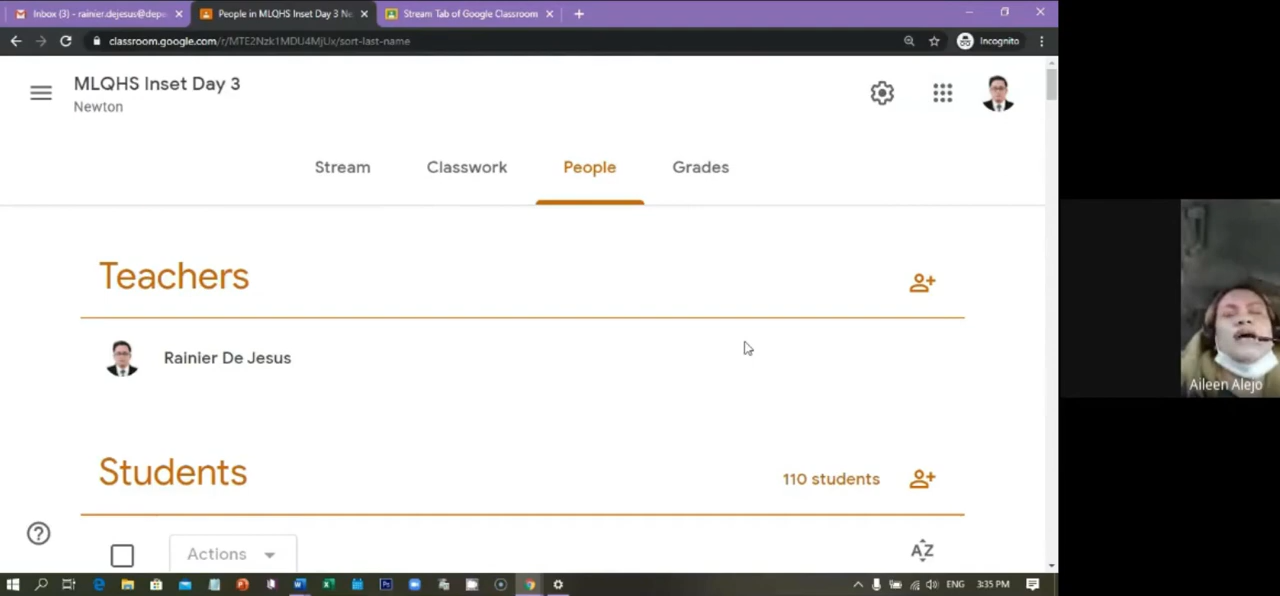 Inbox (3) - rainier.dejesus@depe
People in MLQHS Inset Day 3 Ne
Stream Tab of Google Classroom
classroom.google.com/r/MTE2Nzk1MDU4MjUx/sort-last-name
Incognito
MLQHS Inset Day 3
Newton
Stream Classwork People Grades
Teachers
Rainier De Jesus
Aileen Alejo
Students
110 students
Actions
AZ
ENG 3:35 PM